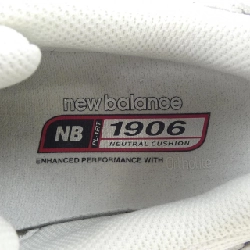 new balance
NB 1906
NEUTRAL CUSHION
ENHANCED PERFORMANCE WITH